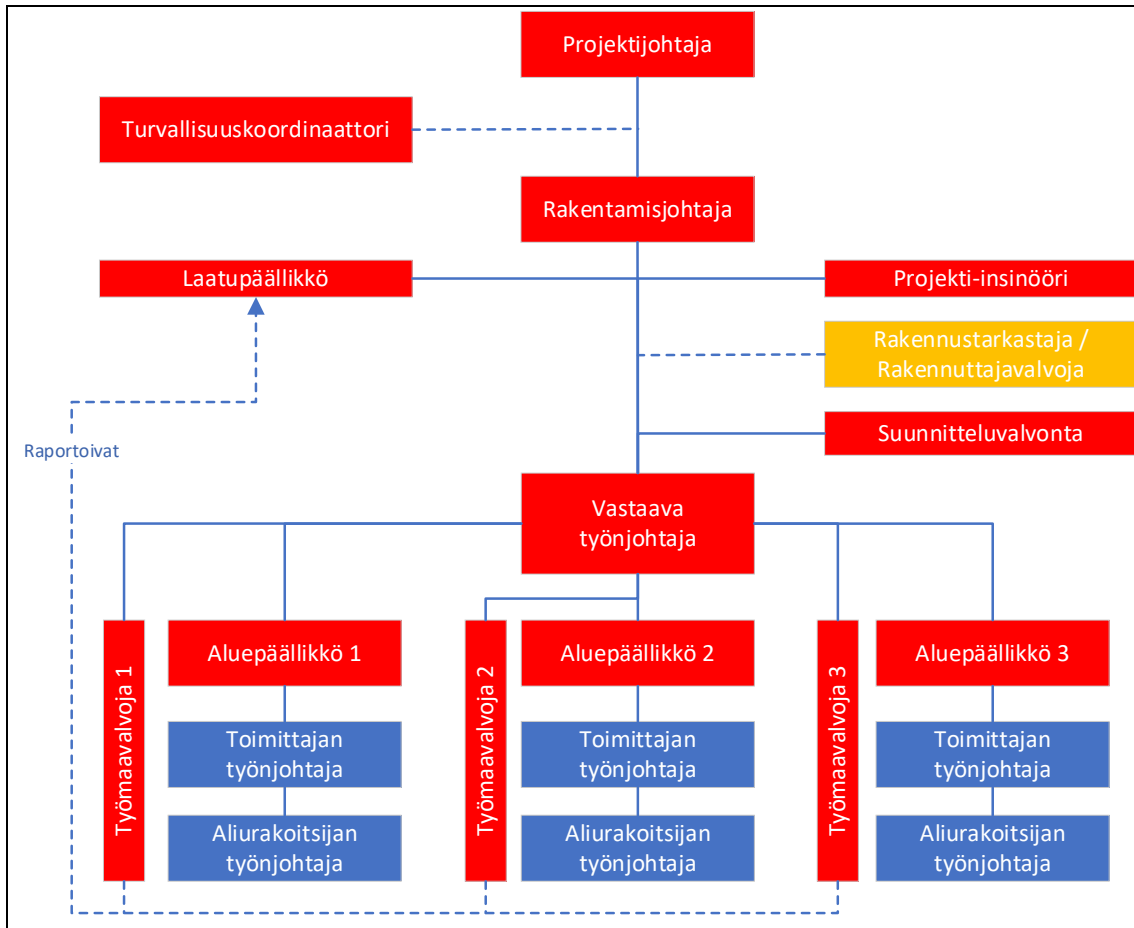 Projektijohtaja
Turvallisuuskoordinaattori
Rakentamisjohtaja
Laatupäällikkö
Projekti-insinööri
Rakennustarkastaja /
Rakennuttajavalvoja
Suunnitteluvalvonta
Raportoivat
Vastaava
työnjohtaja
Työmaavalvoja 1
Aluepäällikkö 1
Toimittajan
työnjohtaja
Aliurakoitsijan
työnjohtaja
Työmaavalvoja 2
Aluepäällikkö 2
Toimittajan
työnjohtaja
Aliurakoitsijan
työnjohtaja
Työmaavalvoja 3
Aluepäällikkö 3
Toimittajan
työnjohtaja
Aliurakoitsijan
työnjohtaja